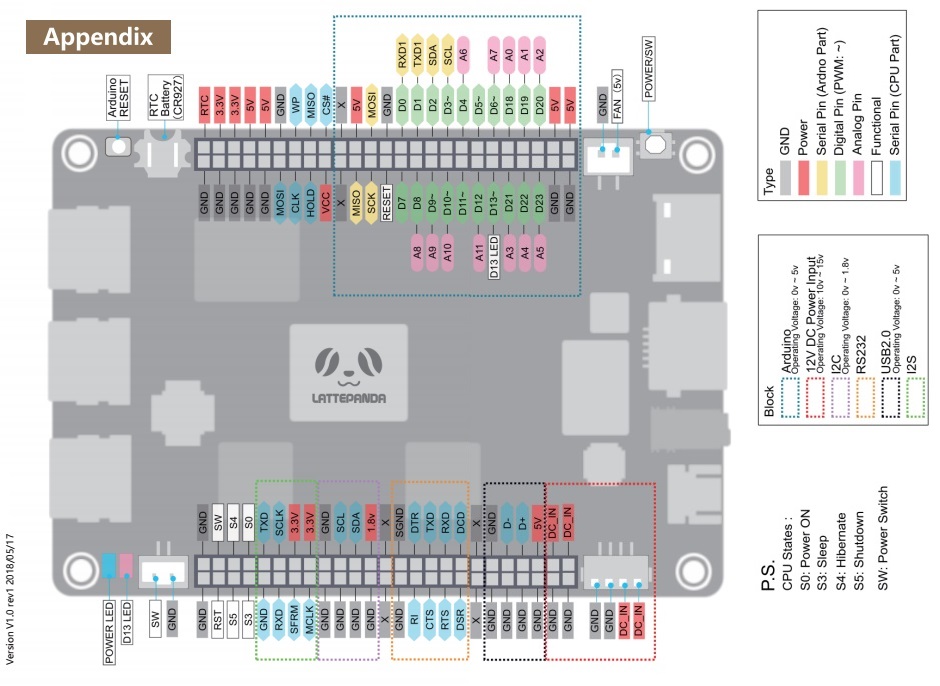 Appendix
Arduino
RESET
RTC
Battery
(CR927)
RTC
3.3V
3.3V
5V
5V
GND
WP
MISO
CS#
X
5V
MOSI
GND
D0
D1
D2
D3~
D4
D5~
D6~
D18
D19
D20
5V
5V
RXD1
TXD1
SDA
SCL
A6
A7
A0
A1
A2
GND
FAN (5v)
POWER/SW
GND
GND
GND
GND
GND
MOSI
CLK
HOLD
VCC
X
MISO
SCK
RESET
D7
D8
D9~
D10~
D11~
D12
D13~
D21
D22
D23
GND
GND
A8
A9
A10
A11
D13 LED
A3
A4
A5
LATTEPANDA
GND
SW
S4
S0
TXD
SCLK
3.3V
3.3V
GND
SCL
SDA
1.8v
X
SGND
DTR
TXD
RXD
DCD
X
GND
D-
D+
5V
DC_IN
DC_IN
POWER LED
D13 LED
SW
GND
GND
RST
S5
S3
GND
RXD
SFRM
MCLK
GND
GND
GND
GND
X
GND
RI
CTS
RTS
DSR
X
GND
GND
GND
GND
GND
GND
GND
GND
DC_IN
DC_IN
Type
GND
Power
Serial Pin (Ardno Part)
Digital Pin (PWM: ~)
Analog Pin
Functional
Serial Pin (CPU Part)
Block
Arduino
Operating Voltage: 0v ~ 5v
12V DC Power Input
Operating Voltage: 10v ~ 15v
I2C
Operating Voltage: 0v ~ 1.8v
RS232
USB2.0
Operating Voltage: 0v ~ 5v
I2S
P.S.
CPU States :
S0: Power ON
S3: Sleep
S4: Hibernate
S5: Shutdown
SW: Power Switch
Version V1.0 rev1 2018/05/17